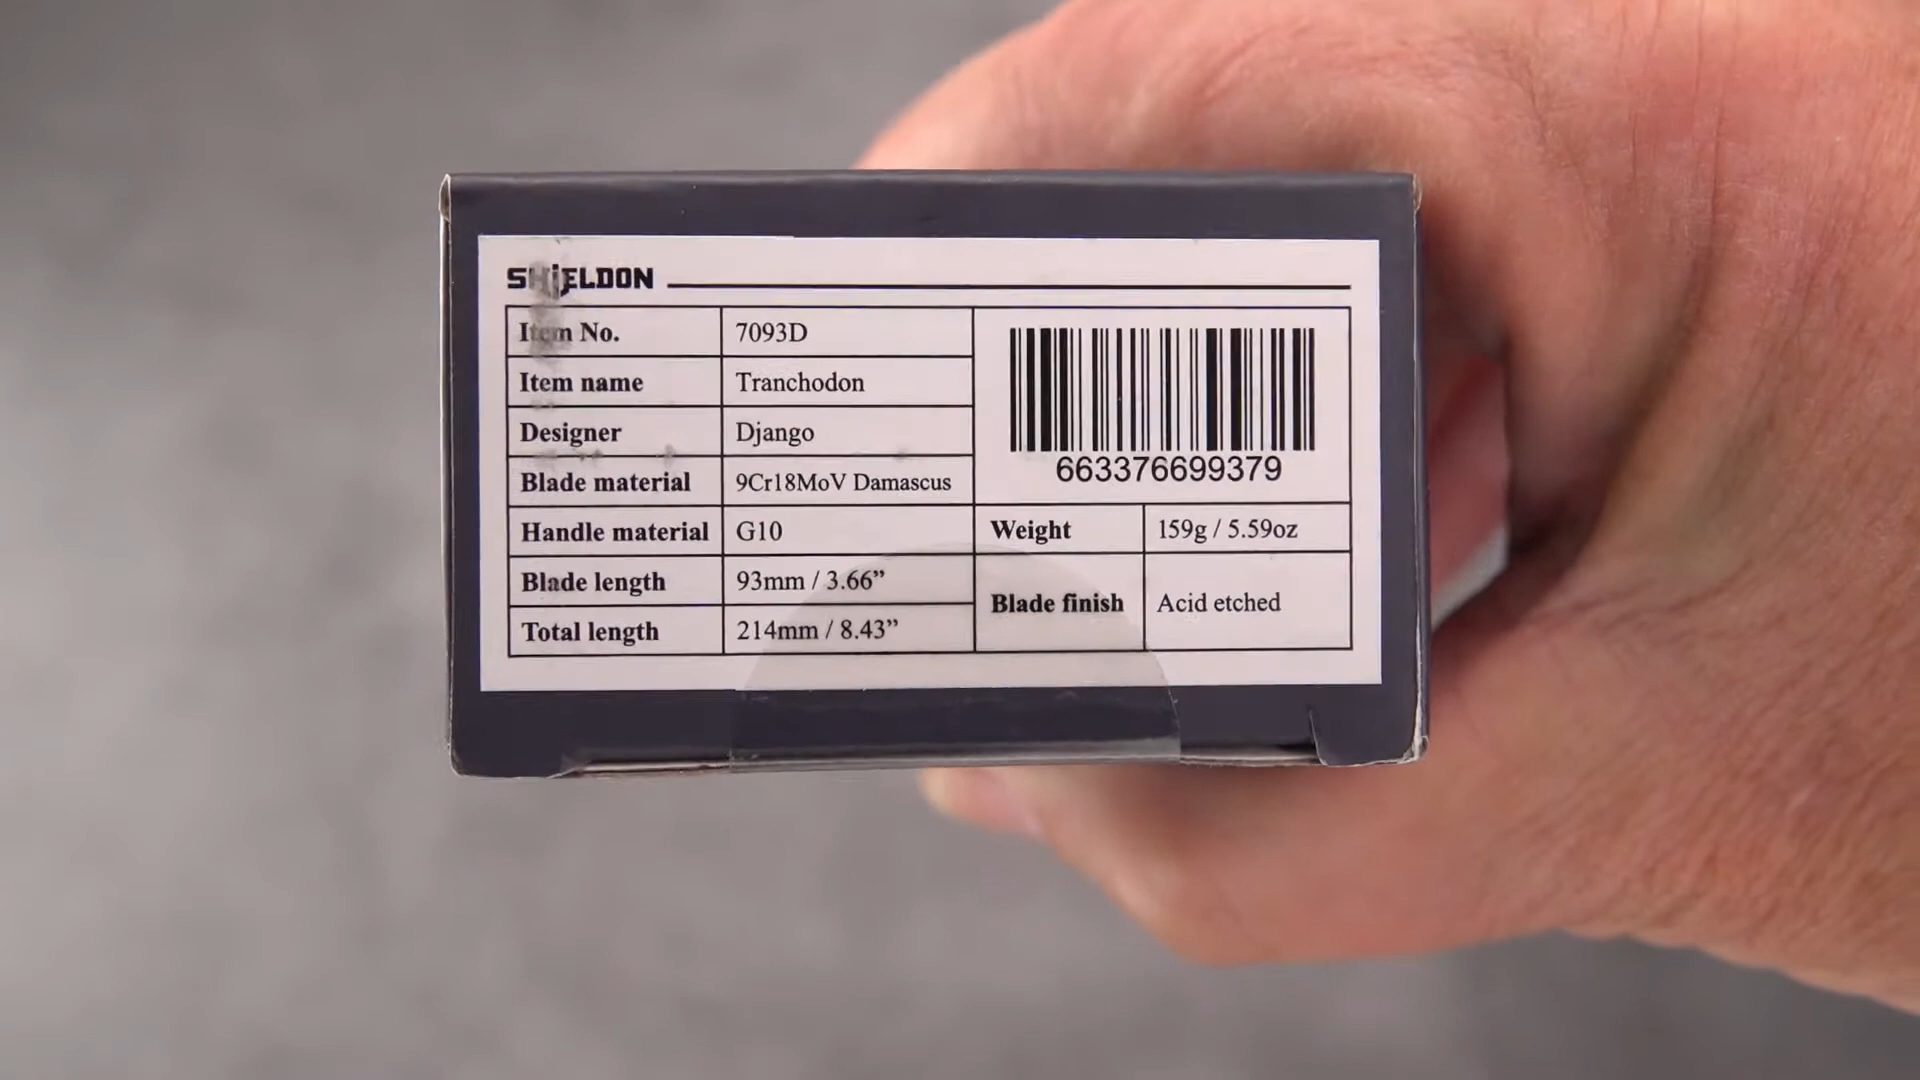 SHiELDON
Item No. 7093D
Item name Tranchodon
Designer Django
Blade material 9Cr18MoV Damascus
Handle material G10
Blade length 93mm / 3.66”
Total length 214mm / 8.43”
663376699379
Weight 159g / 5.59oz
Blade finish Acid etched